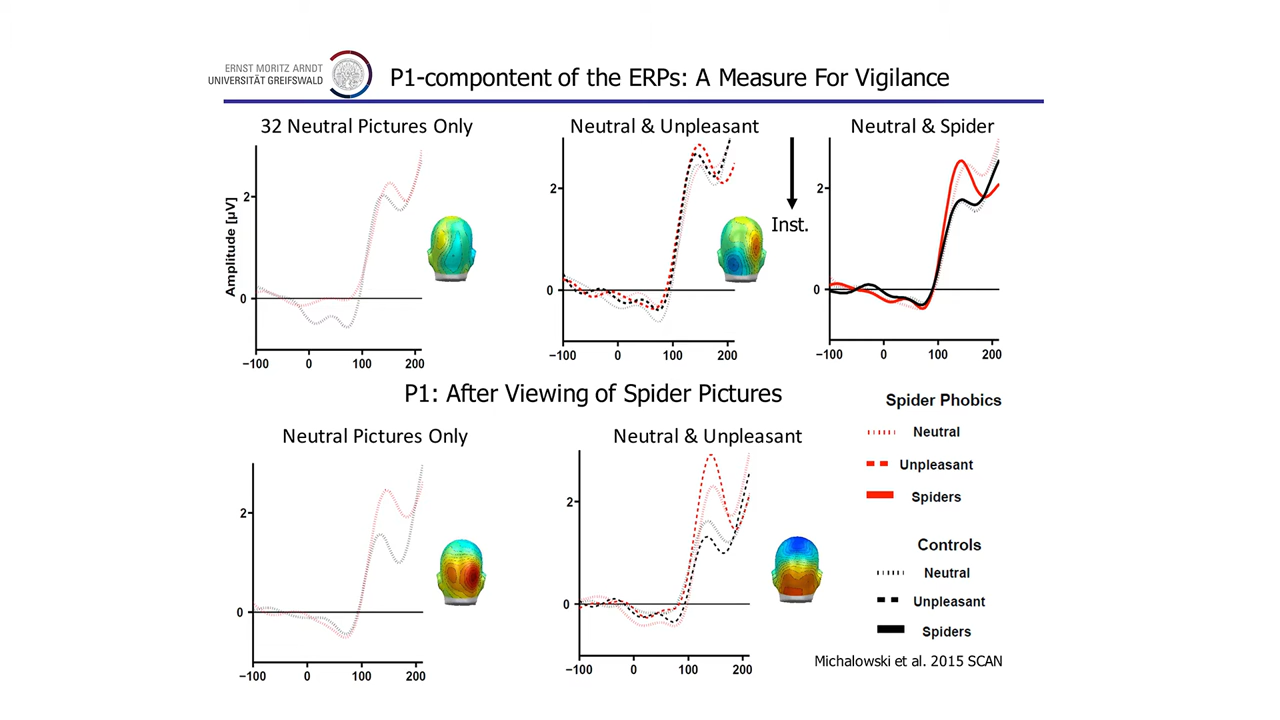 ERNST MORITZ ARNDT
UNIVERSITÄT GREIFSWALD
P1-compontent of the ERPs: A Measure For Vigilance
32 Neutral Pictures Only
Neutral & Unpleasant
Neutral & Spider
Amplitude [µV]
2
0
−100 0 100 200
2
0
−100 0 100 200
Inst.
2
0
−100 0 100 200
P1: After Viewing of Spider Pictures
Neutral Pictures Only
Neutral & Unpleasant
2
0
−100 0 100 200
2
0
−100 0 100 200
Spider Phobics
Neutral
Unpleasant
Spiders
Controls
Neutral
Unpleasant
Spiders
Michalowski et al. 2015 SCAN